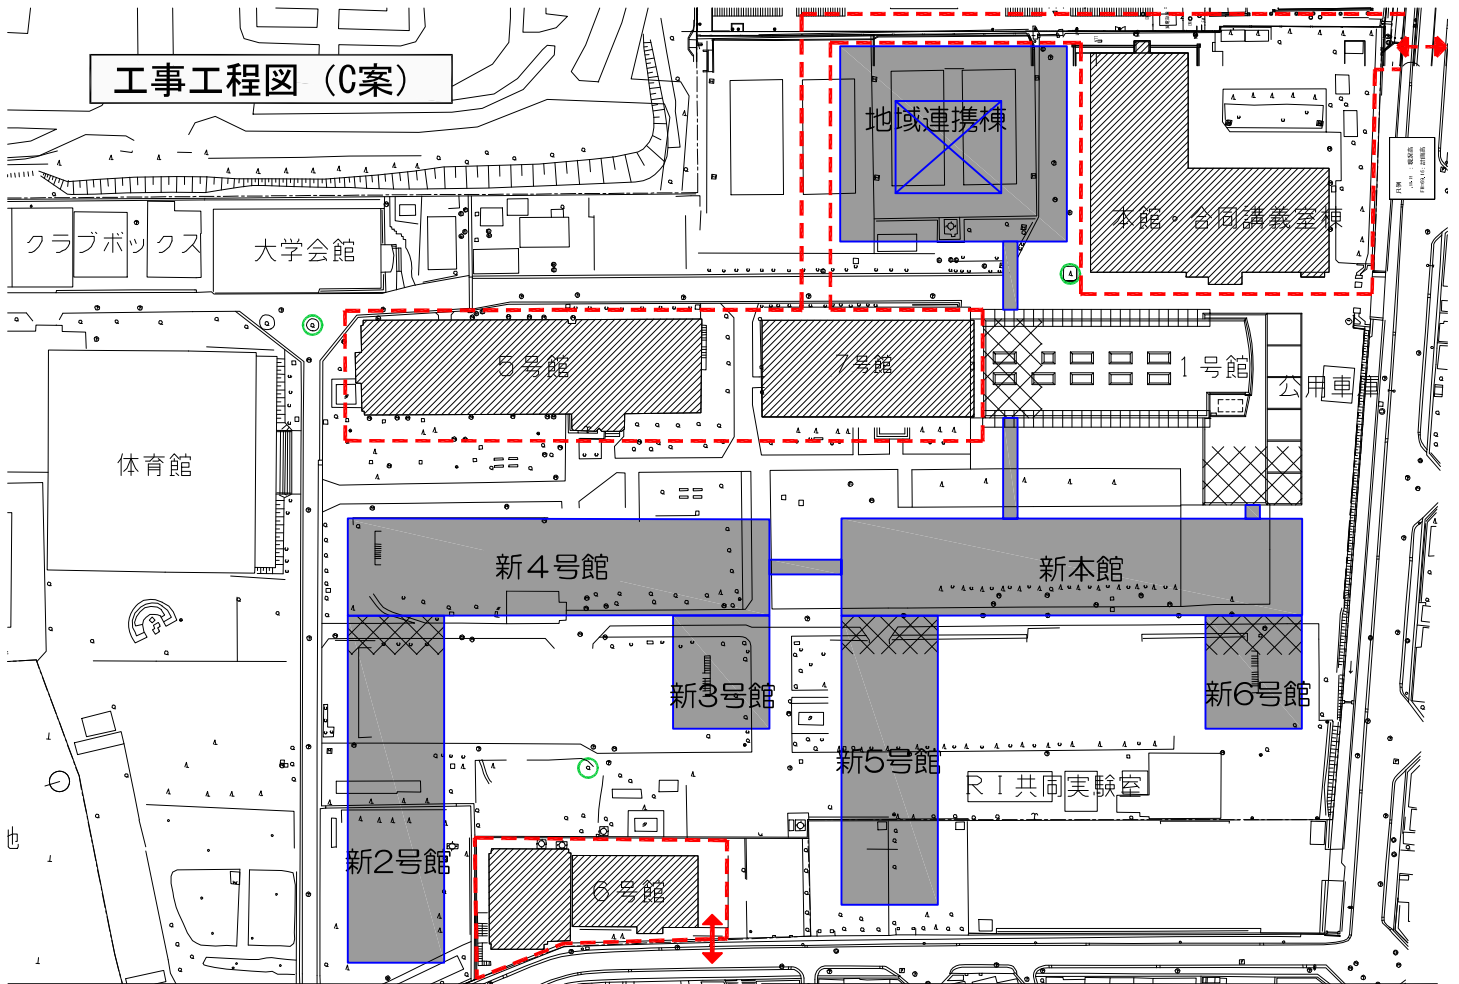 工事工程図（C案）
地域連携棟
本館・合同講義室棟
クラブボックス
大学会館
5号館
7号館
1号館
公用車庫
体育館
新4号館
新本館
新3号館
新6号館
新5号館
RI共同実験室
新2号館
6号館
地